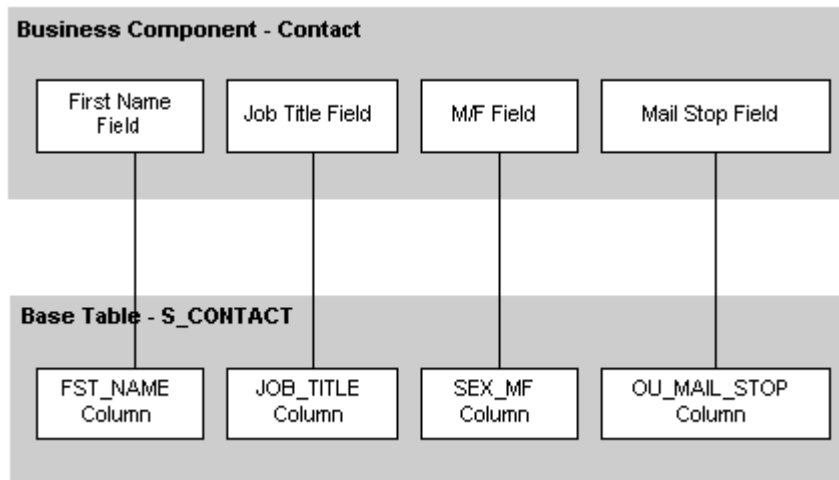 Business Component - Contact
First Name
Field
Job Title Field
M/F Field
Mail Stop Field
Base Table - S_CONTACT
FST_NAME
Column
JOB_TITLE
Column
SEX_MF
Column
OU_MAIL_STOP
Column